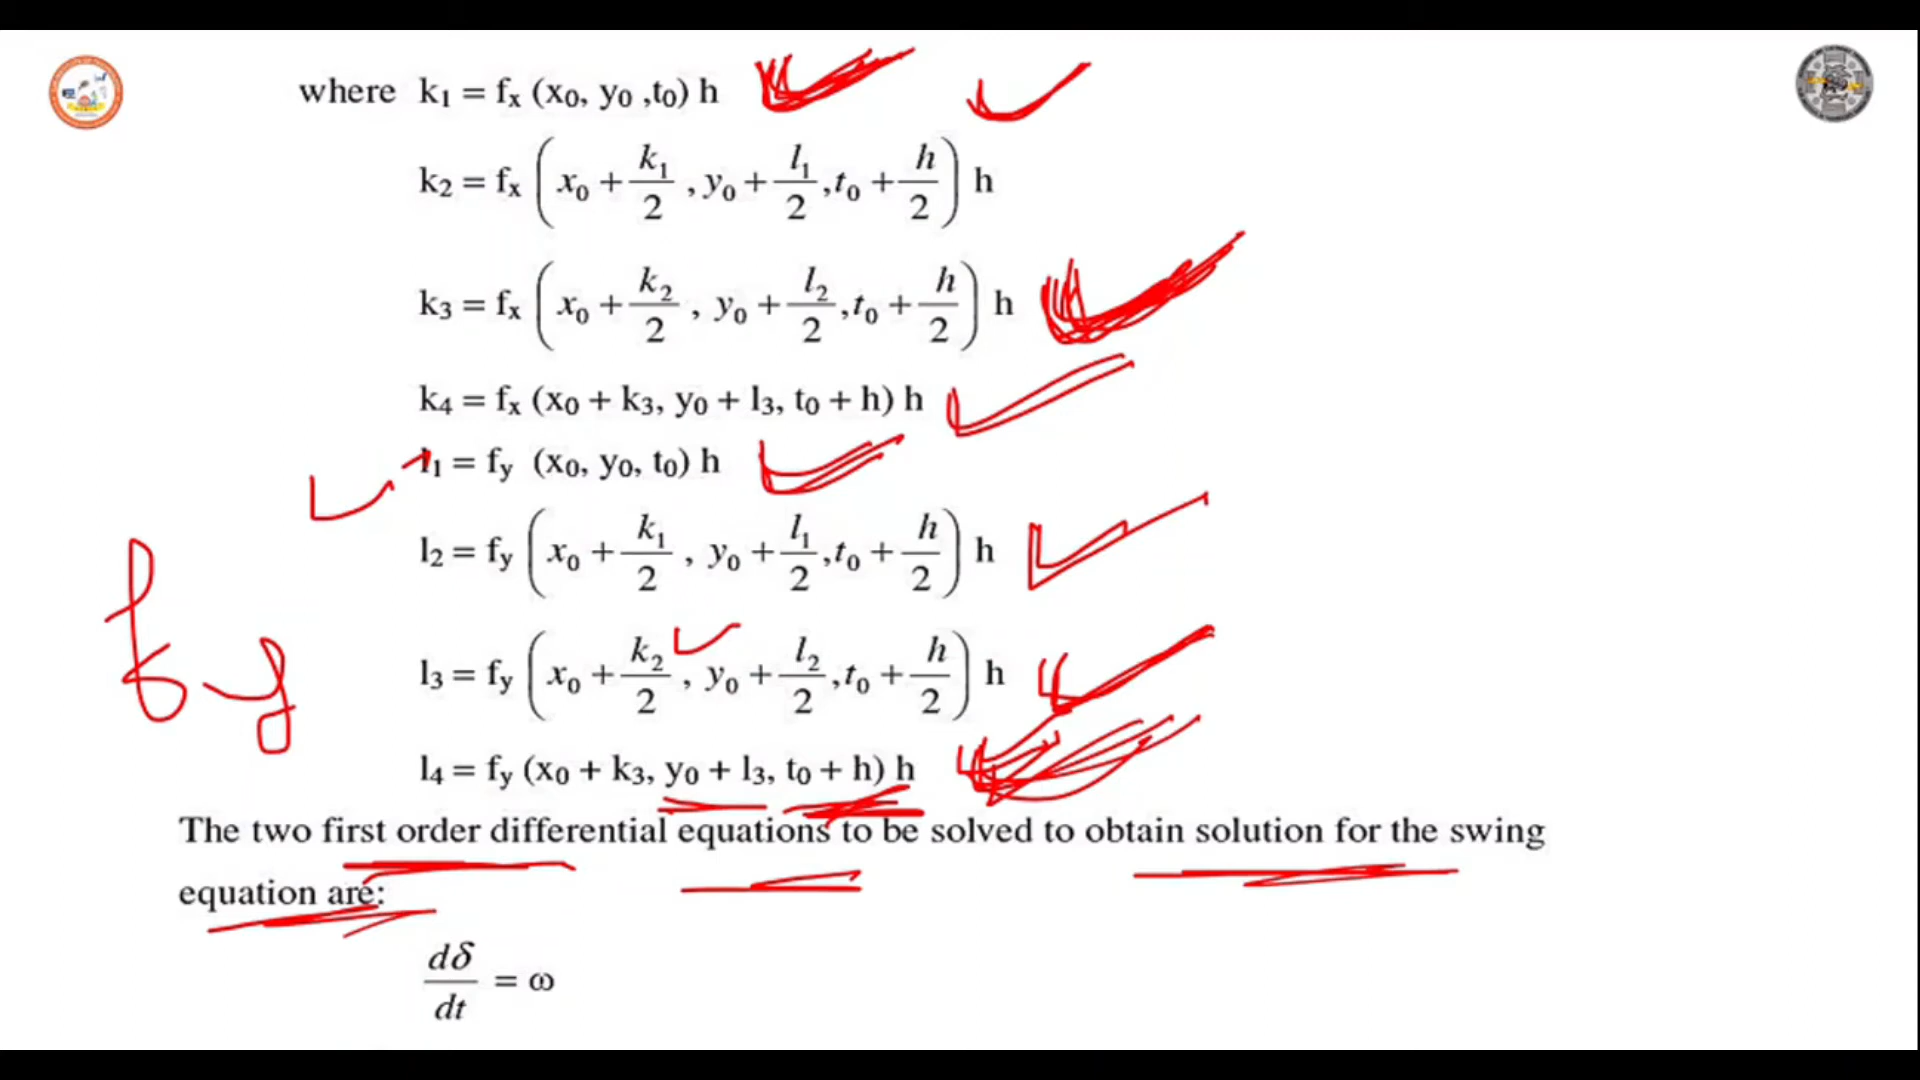 where k₁ = fₓ (x₀, y₀ ,t₀) h
k₂ = fₓ (x₀ + k₁/2 , y₀ + l₁/2 ,t₀ + h/2) h
k₃ = fₓ (x₀ + k₂/2 , y₀ + l₂/2 ,t₀ + h/2) h
k₄ = fₓ (x₀ + k₃, y₀ + l₃, t₀ + h) h
l₁ = f_y (x₀, y₀, t₀) h
l₂ = f_y (x₀ + k₁/2 , y₀ + l₁/2 ,t₀ + h/2) h
fy
l₃ = f_y (x₀ + k₂/2 , y₀ + l₂/2 ,t₀ + h/2) h
l₄ = f_y (x₀ + k₃, y₀ + l₃, t₀ + h) h
The two first order differential equations to be solved to obtain solution for the swing
equation are:
dδ/dt = ω